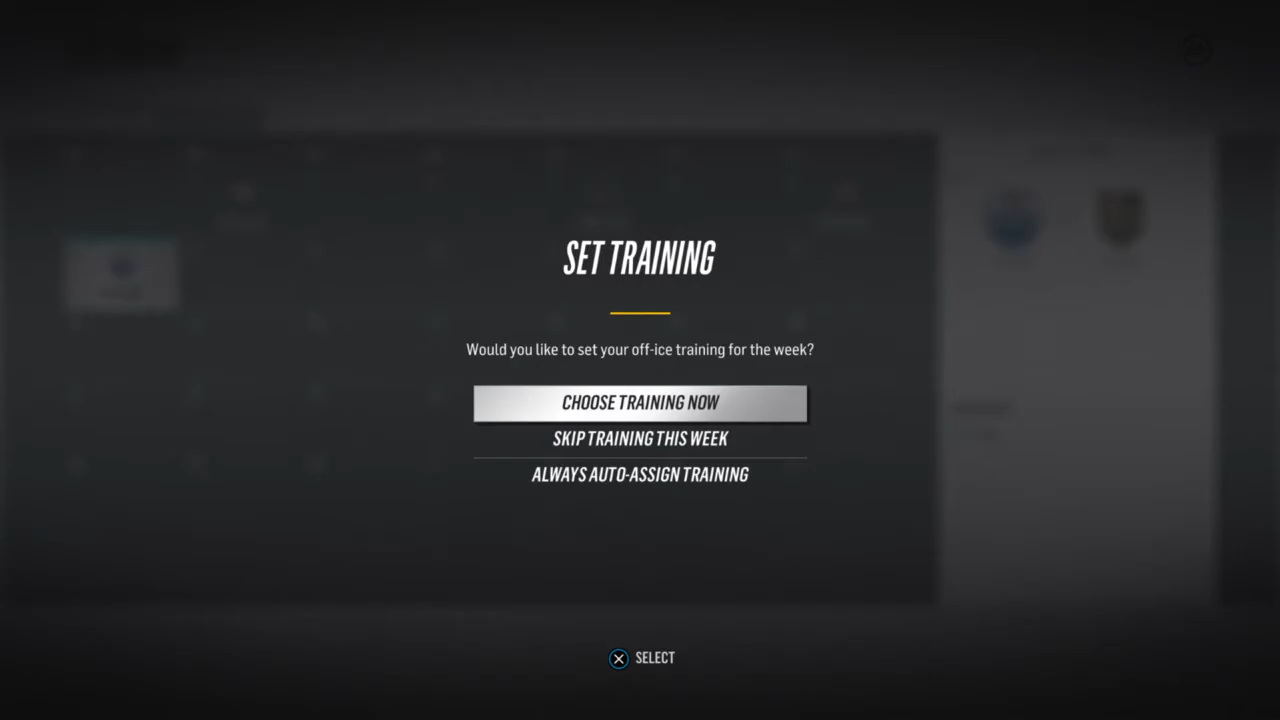 SET TRAINING
Would you like to set your off-ice training for the week?
CHOOSE TRAINING NOW
SKIP TRAINING THIS WEEK
ALWAYS AUTO-ASSIGN TRAINING
SELECT